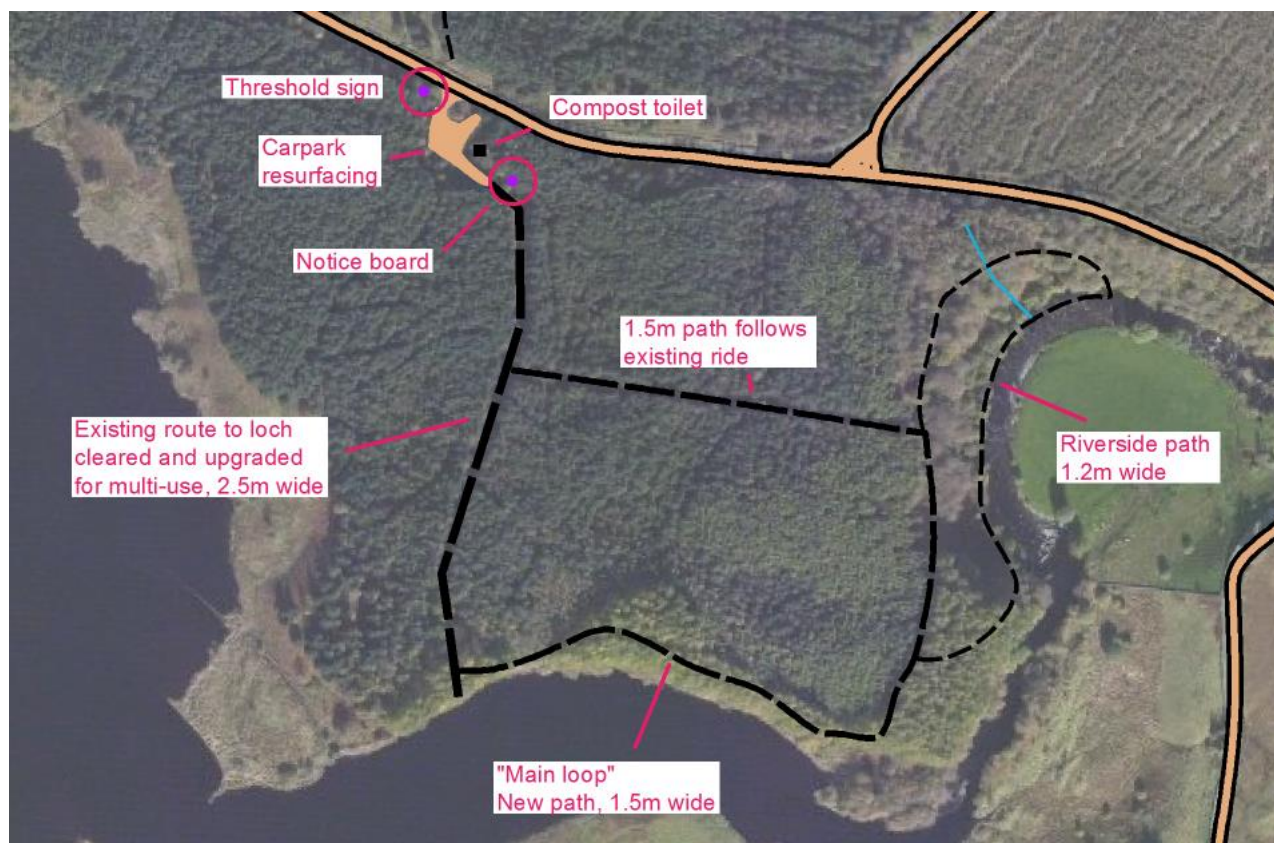 Threshold sign
Compost toilet
Carpark
resurfacing
Notice board
1.5m path follows
existing ride
Existing route to loch
cleared and upgraded
for multi-use, 2.5m wide
Riverside path
1.2m wide
"Main loop"
New path, 1.5m wide